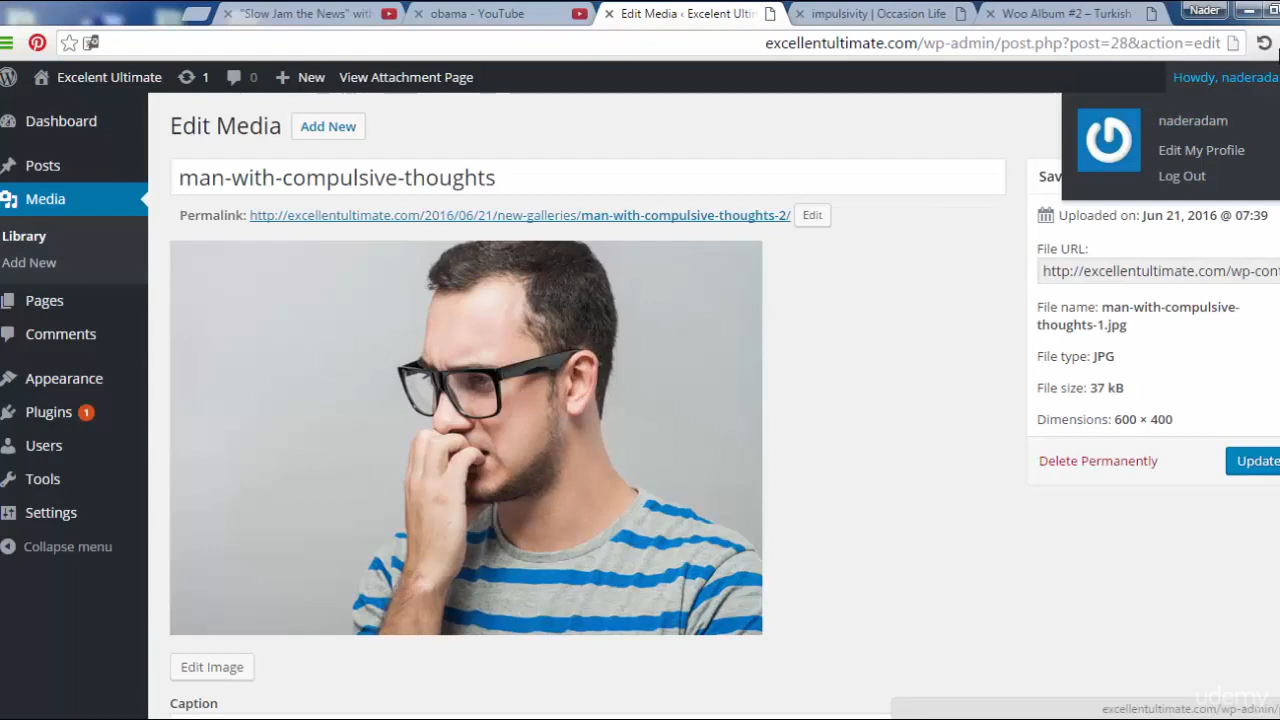 "Slow Jam the News" with
obama - YouTube
Edit Media ‹ Excelent Ultim
impulsivity | Occasion Life
Woo Album #2 – Turkish
Nader
excellentultimate.com/wp-admin/post.php?post=28&action=edit
Excelent Ultimate
1
0
New
View Attachment Page
Howdy, naderada
naderadam
Edit My Profile
Log Out
Dashboard
Posts
Media
Library
Add New
Pages
Comments
Appearance
Plugins 1
Users
Tools
Settings
Collapse menu
Edit Media
Add New
man-with-compulsive-thoughts
Permalink: http://excellentultimate.com/2016/06/21/new-galleries/man-with-compulsive-thoughts-2/ Edit
Edit Image
Caption
Sav
Uploaded on: Jun 21, 2016 @ 07:39
File URL:
http://excellentultimate.com/wp-con
File name: man-with-compulsive-
thoughts-1.jpg
File type: JPG
File size: 37 kB
Dimensions: 600 × 400
Delete Permanently
Update
udemy
excellentultimate.com/wp-admin/